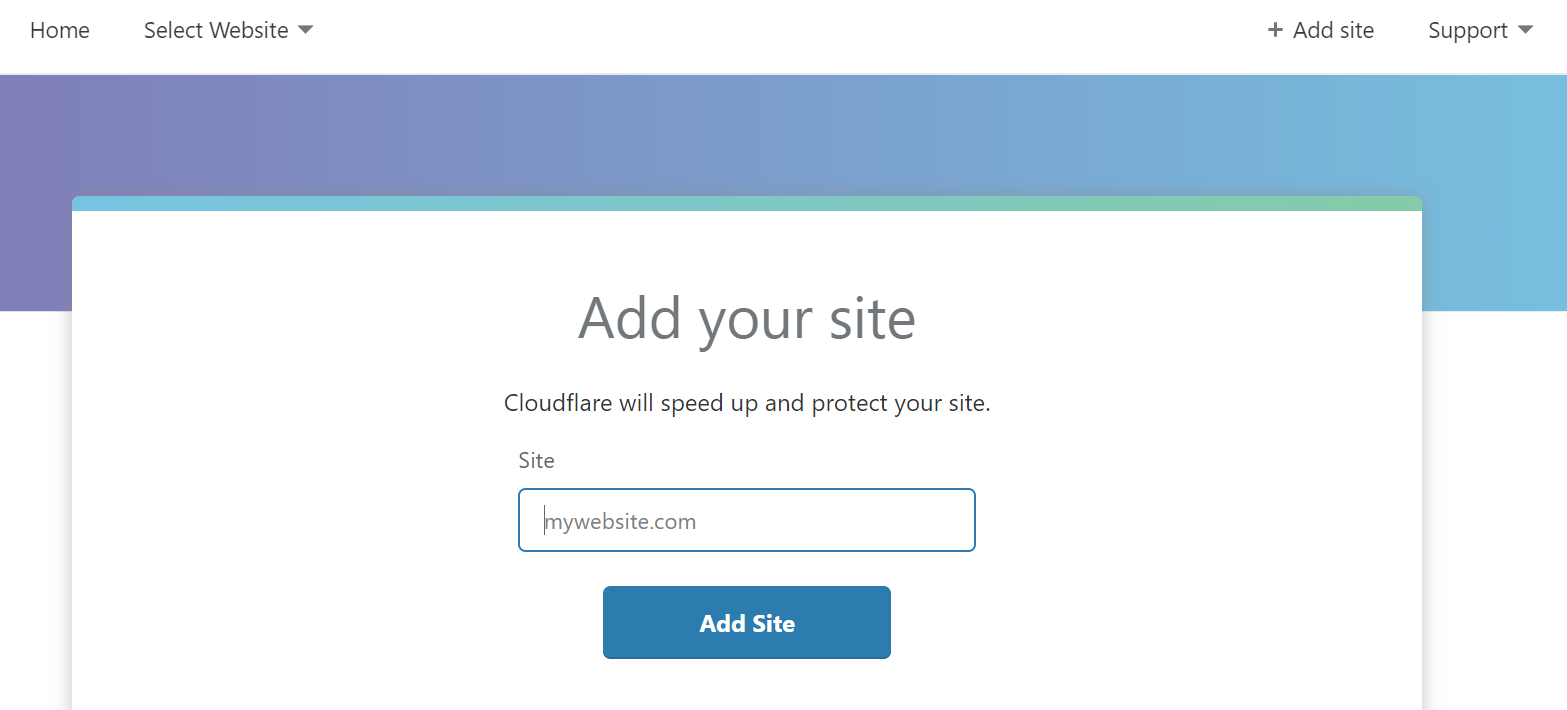 Home Select Website + Add site Support
Add your site
Cloudflare will speed up and protect your site.
Site
mywebsite.com
Add Site